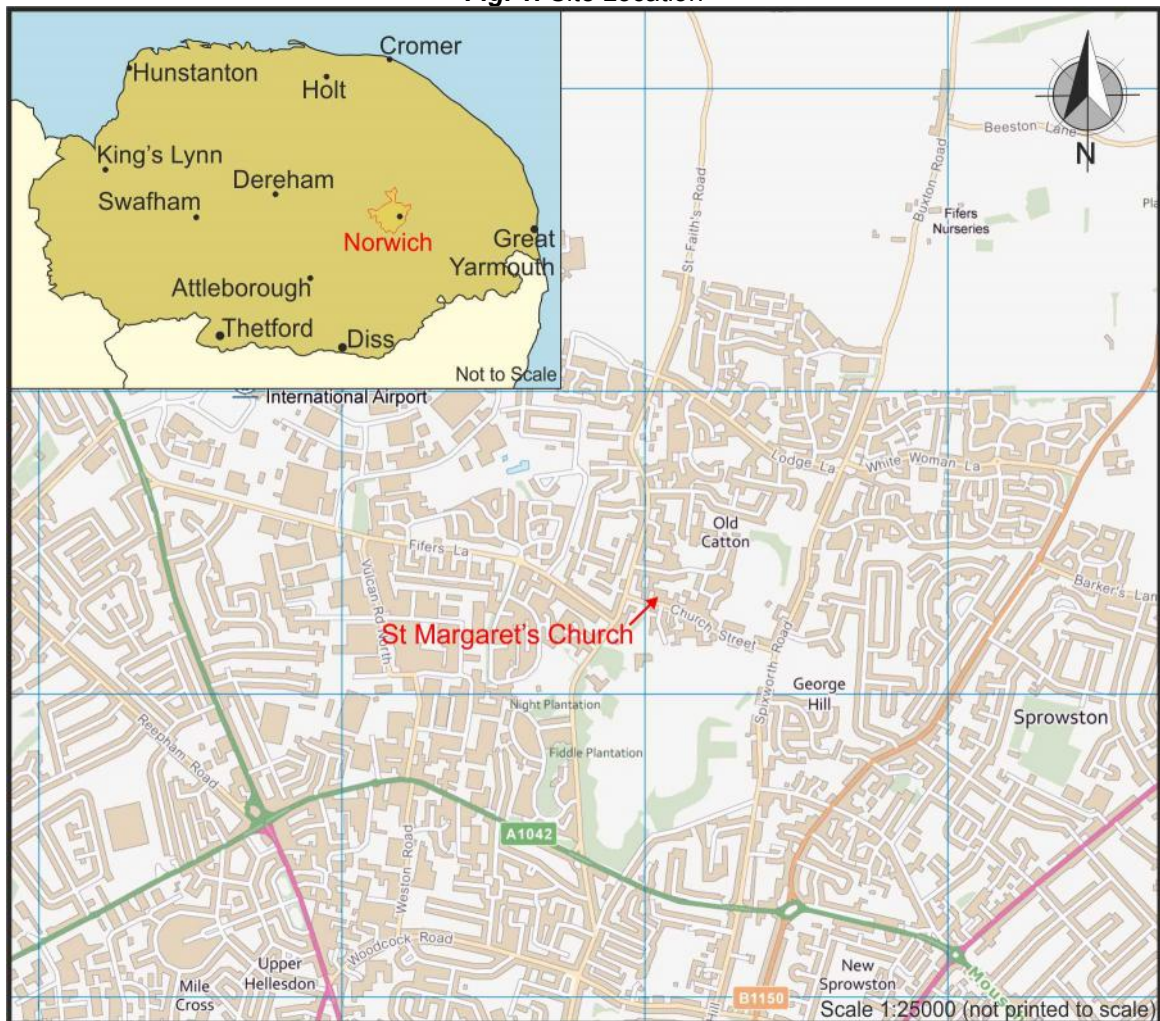 Fig. 1. Site Location
Cromer
Hunstanton
Holt
King's Lynn
Dereham
Swafham
Norwich
Great
Yarmouth
Attleborough
Thetford
Diss
Not to Scale
N
Beeston Lane
Buxton Road
St Faith's Road
Fifers
Nurseries
International Airport
Lodge La
White Woman La
Old
Catton
Fifers La
Vulcan Rd North
Barker's Lan
St Margaret's Church
Church Street
Spixworth Road
George
Hill
Sprowston
Night Plantation
Fiddle Plantation
Reepham Road
A1042
Weston Road
Woodcock Road
Upper
Hellesdon
Mile
Cross
New
Sprowston
B1150
Scale 1:25000 (not printed to scale)